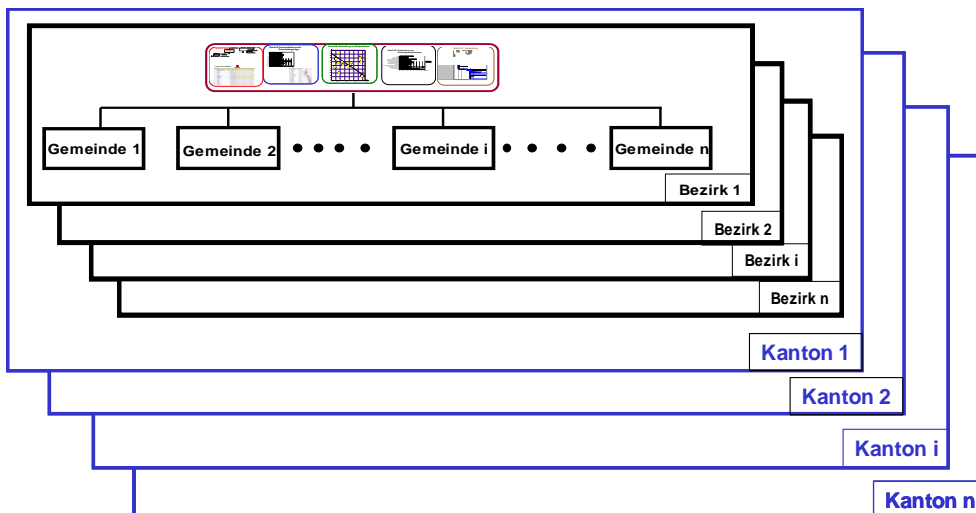 Gemeinde 1
Gemeinde 2
Gemeinde i
Gemeinde n
Bezirk 1
Bezirk 2
Bezirk i
Bezirk n
Kanton 1
Kanton 2
Kanton i
Kanton n